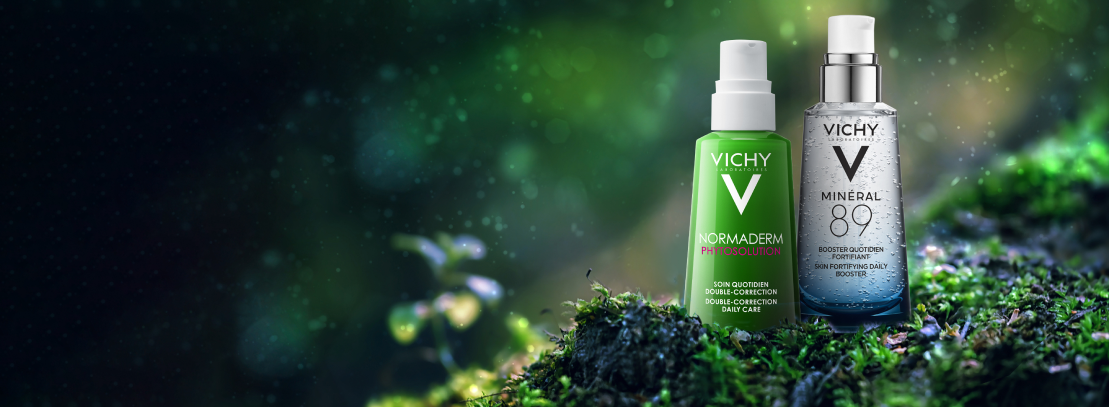 VICHY
LABORATOIRES
NORMADERM
PHYTOSOLUTION
SOIN QUOTIDIEN
DOUBLE-CORRECTION
DOUBLE-CORRECTION
DAILY CARE
VICHY
LABORATOIRES
MINÉRAL
89
BOOSTER QUOTIDIEN
FORTIFIANT
SKIN FORTIFYING DAILY
BOOSTER